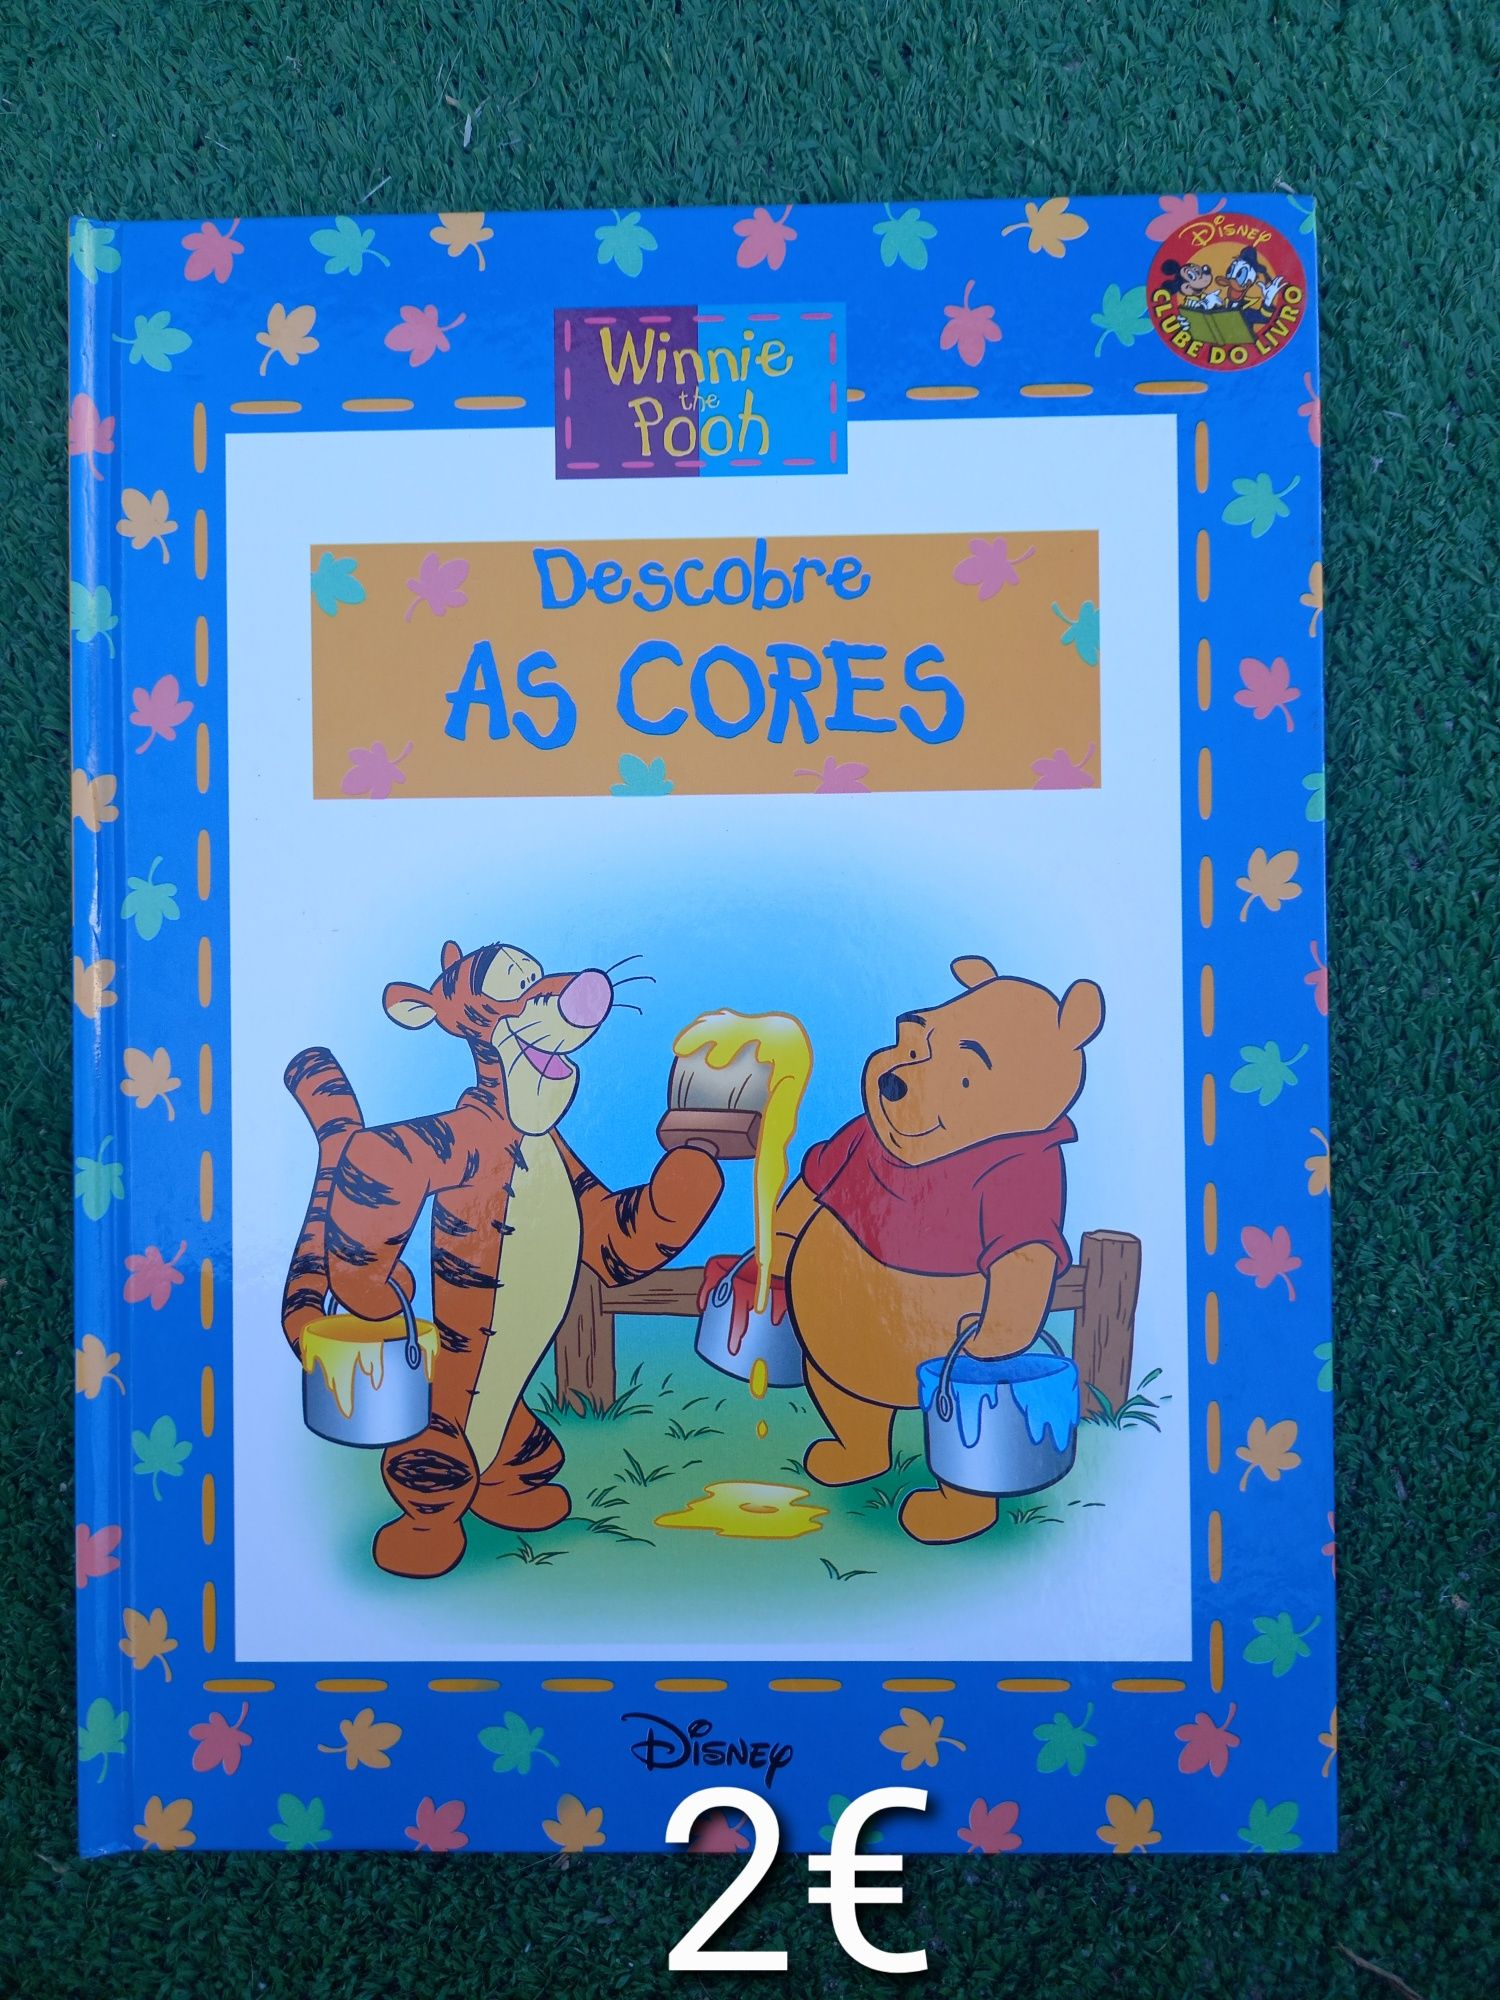 Disney
CLUBE DO LIVRO
Winnie
the
Pooh
Descobre
AS CORES
Disney
2€